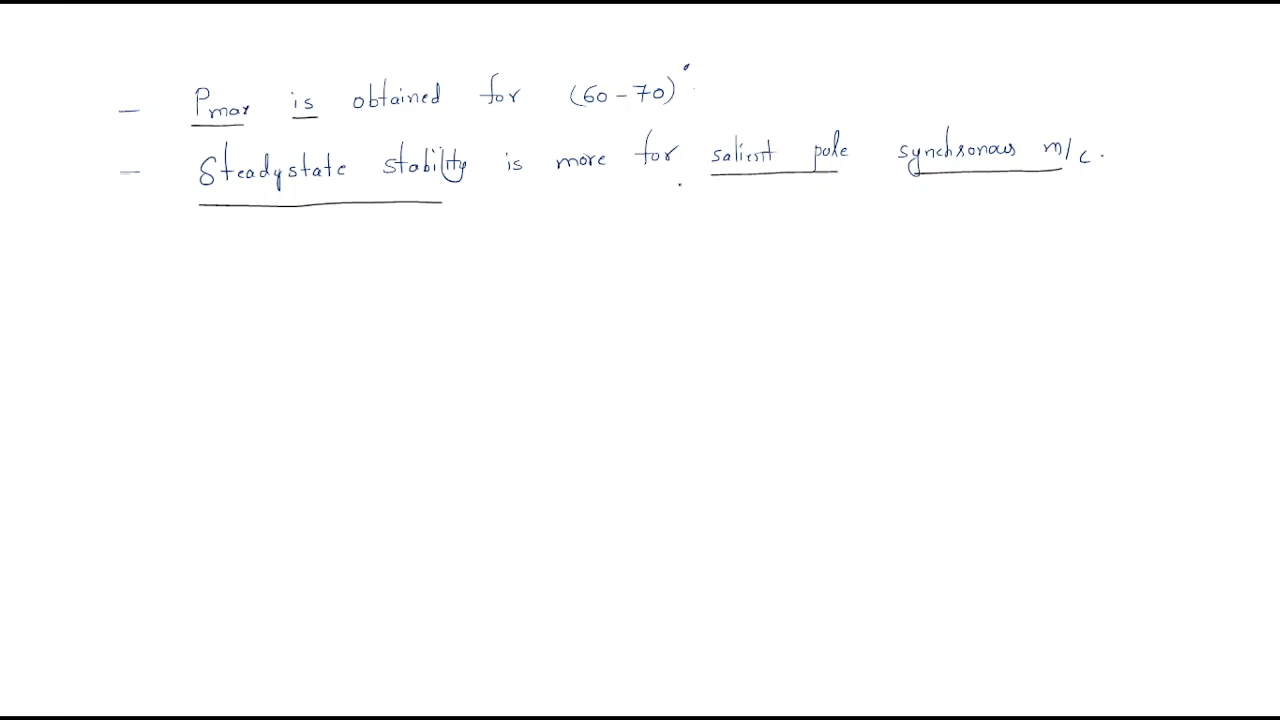 – Pmax is obtained for (60-70)°
– Steadystate stability is more for salient pole synchronous m/c.